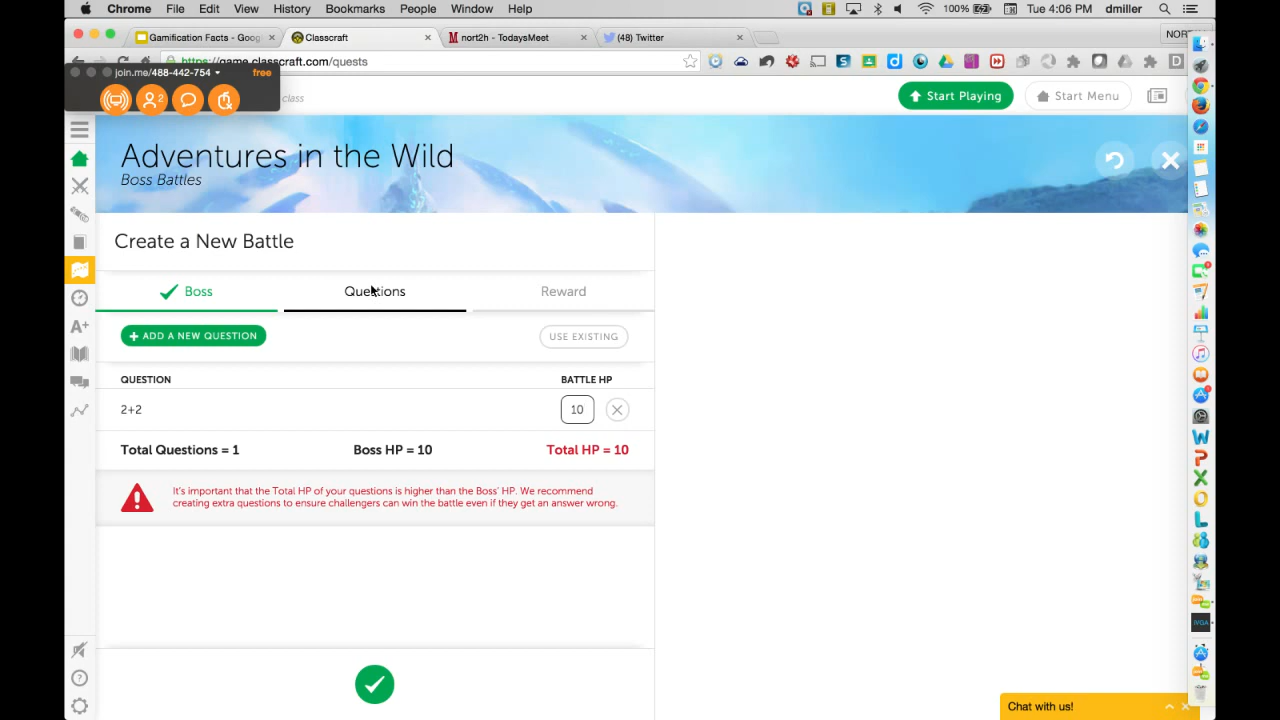 Chrome File Edit View History Bookmarks People Window Help 100% Tue 4:06 PM dmiller
Gamification Facts - Goog
Classcraft
nort2h - TodaysMeet
(48) Twitter
https://game.classcraft.com/quests
join.me/488-442-754 free
2
class
Start Playing
Start Menu
Adventures in the Wild
Boss Battles
Create a New Battle
Boss
Questions
Reward
ADD A NEW QUESTION
USE EXISTING
QUESTION
BATTLE HP
2+2
10
Total Questions = 1
Boss HP = 10
Total HP = 10
It's important that the Total HP of your questions is higher than the Boss' HP. We recommend
creating extra questions to ensure challengers can win the battle even if they get an answer wrong.
A+
Chat with us!